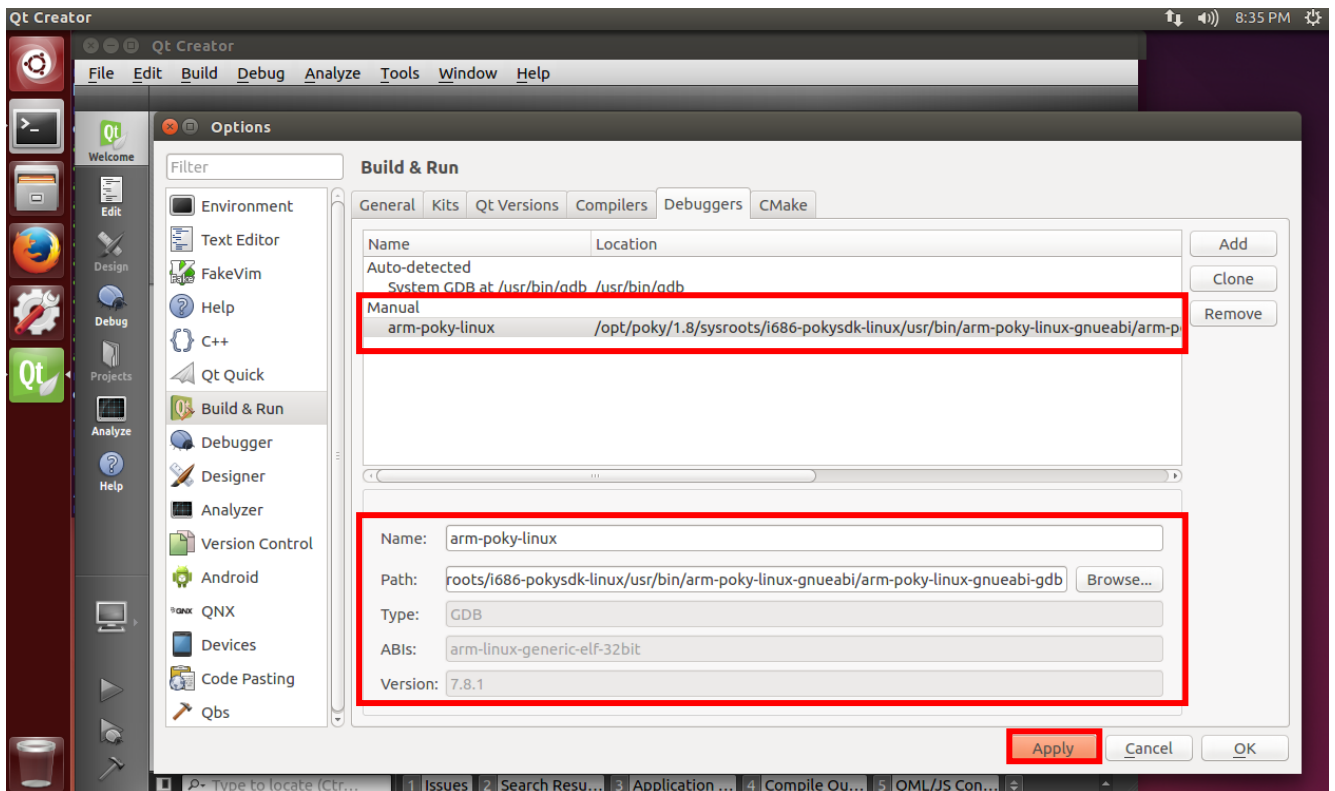 Qt Creator
8:35 PM
Qt Creator
File Edit Build Debug Analyze Tools Window Help
Options
Qt
Welcome
Edit
Design
Debug
Projects
Analyze
Help
Qt
Filter
Environment
Text Editor
FakeVim
Help
C++
Qt Quick
Build & Run
Debugger
Designer
Analyzer
Version Control
Android
QNX QNX
Devices
Code Pasting
Qbs
Build & Run
General Kits Qt Versions Compilers Debuggers CMake
Name Location
Auto-detected
System GDB at /usr/bin/gdb /usr/bin/gdb
Manual
arm-poky-linux /opt/poky/1.8/sysroots/i686-pokysdk-linux/usr/bin/arm-poky-linux-gnueabi/arm-p
Add
Clone
Remove
Name: arm-poky-linux
Path: roots/i686-pokysdk-linux/usr/bin/arm-poky-linux-gnueabi/arm-poky-linux-gnueabi-gdb Browse...
Type: GDB
ABIs: arm-linux-generic-elf-32bit
Version: 7.8.1
Apply Cancel OK
Type to locate (Ctr... 1 Issues 2 Search Resu... 3 Application ... 4 Compile Ou... 5 QML/JS Con...